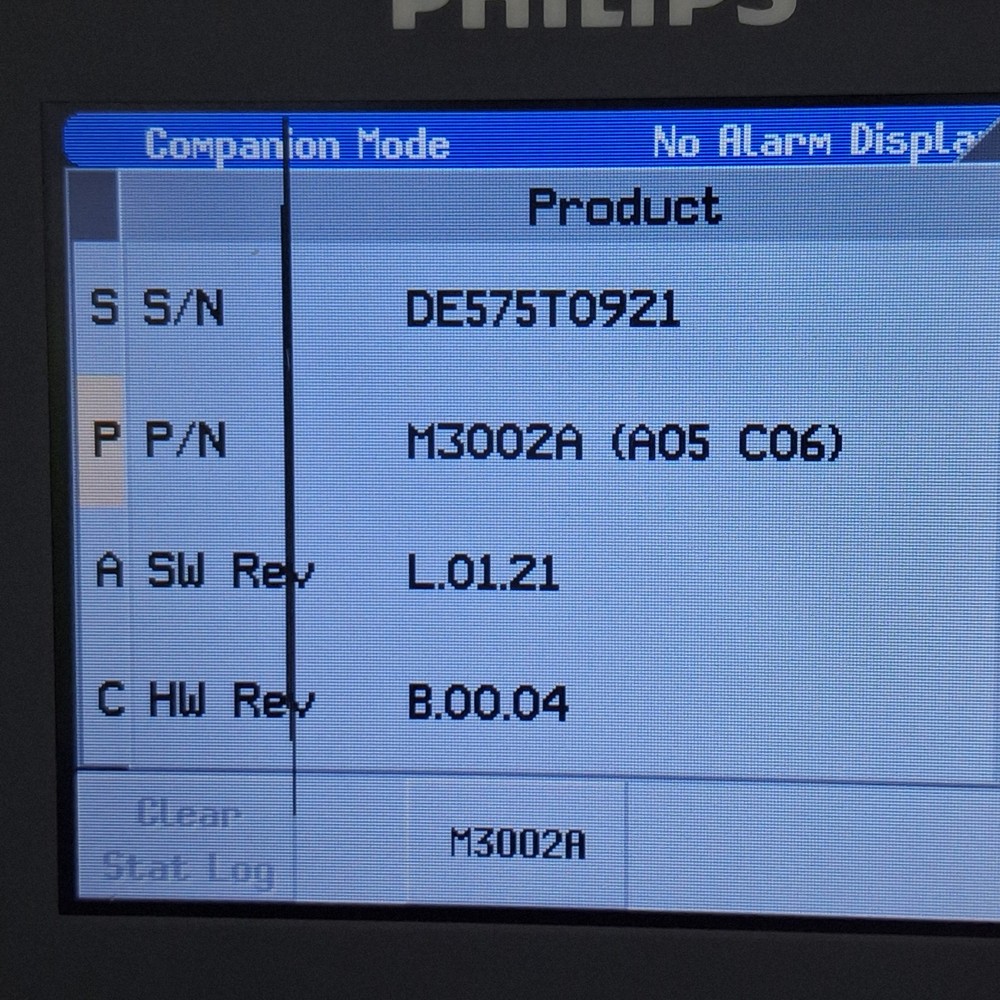 PHILIPS
Companion Mode No Alarm Displa
Product
S S/N DE575T0921
P P/N M3002A (A05 C06)
A SW Rev L.01.21
C HW Rev B.00.04
Clear
Stat Log
M3002A